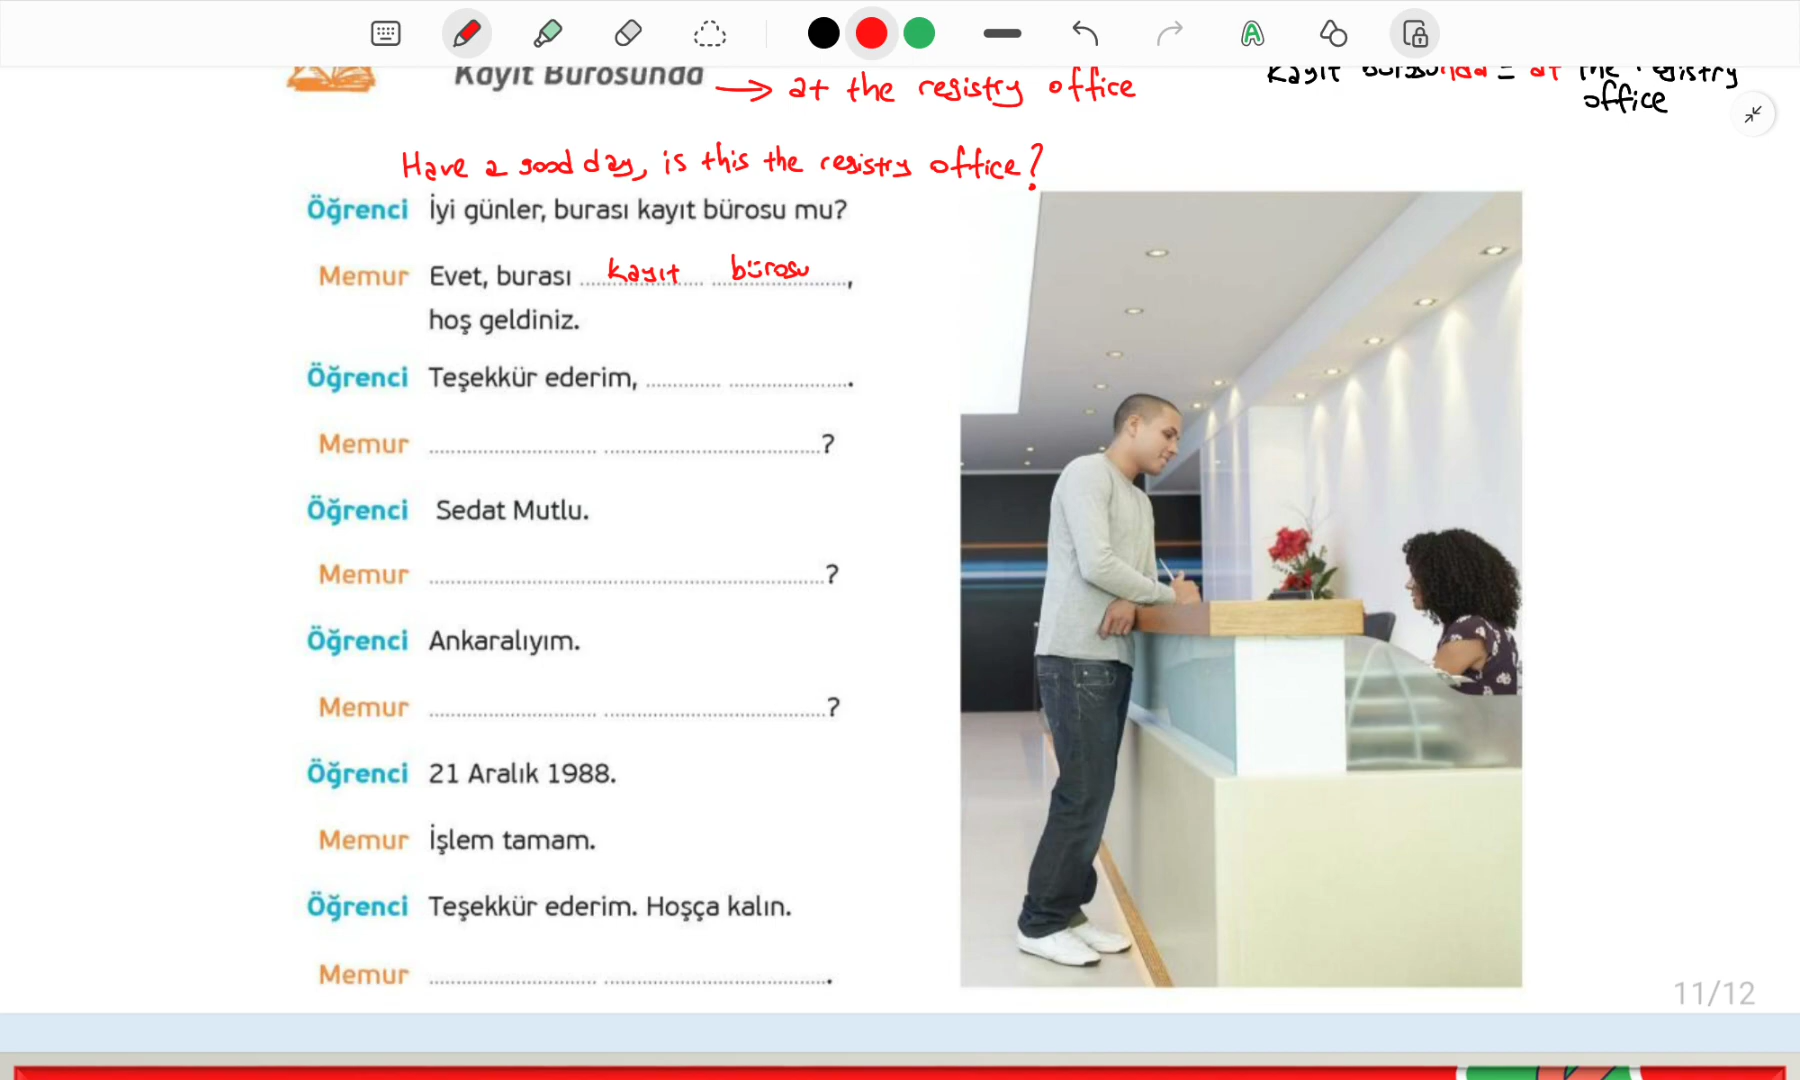 Kayıt Bürosunda → at the registry office
Kayıt bürosunda = at the registry
office
Have a good day, is this the registry office?
Öğrenci İyi günler, burası kayıt bürosu mu?
Memur Evet, burası kayıt bürosu,
hoş geldiniz.
Öğrenci Teşekkür ederim, .................... .
Memur .................... ?
Öğrenci Sedat Mutlu.
Memur .................... ?
Öğrenci Ankaralıyım.
Memur .................... ?
Öğrenci 21 Aralık 1988.
Memur İşlem tamam.
Öğrenci Teşekkür ederim. Hoşça kalın.
Memur .................... .
11/12